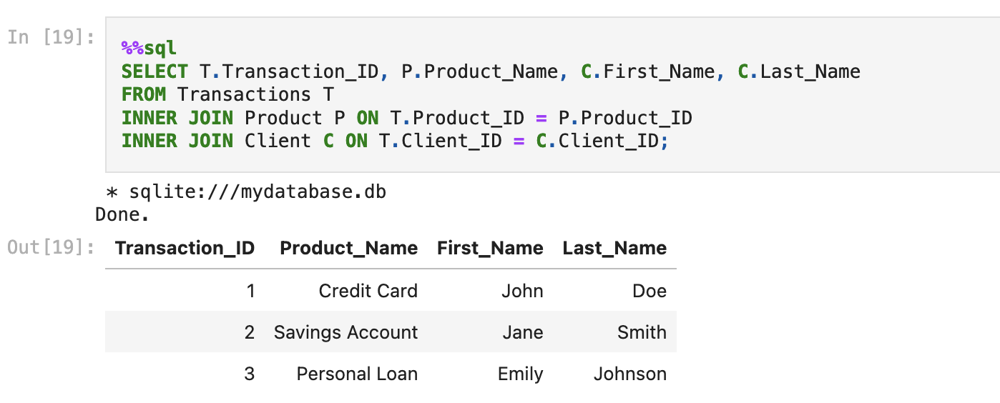 In [19]:
%%sql
SELECT T.Transaction_ID, P.Product_Name, C.First_Name, C.Last_Name
FROM Transactions T
INNER JOIN Product P ON T.Product_ID = P.Product_ID
INNER JOIN Client C ON T.Client_ID = C.Client_ID;
* sqlite:///mydatabase.db
Done.
Out[19]:
Transaction_ID Product_Name First_Name Last_Name
1 Credit Card John Doe
2 Savings Account Jane Smith
3 Personal Loan Emily Johnson